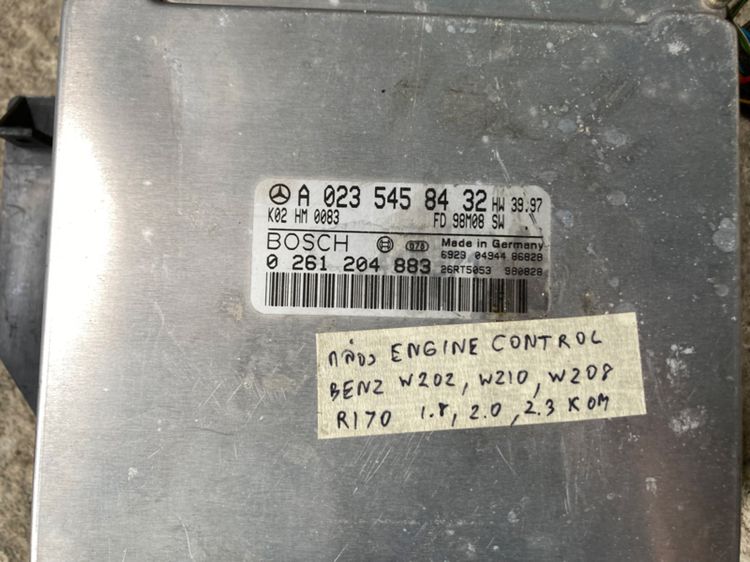 A 023 545 84 32 HW 39.97
K02 HM 0083 FD 98M08 SW
BOSCH 078 Made in Germany
6929 04944 86828
0 261 204 883 26RT5053 980828
กล่อง ENGINE CONTROL
BENZ W202, W210, W208
R170 1.8, 2.0, 2.3 KOM